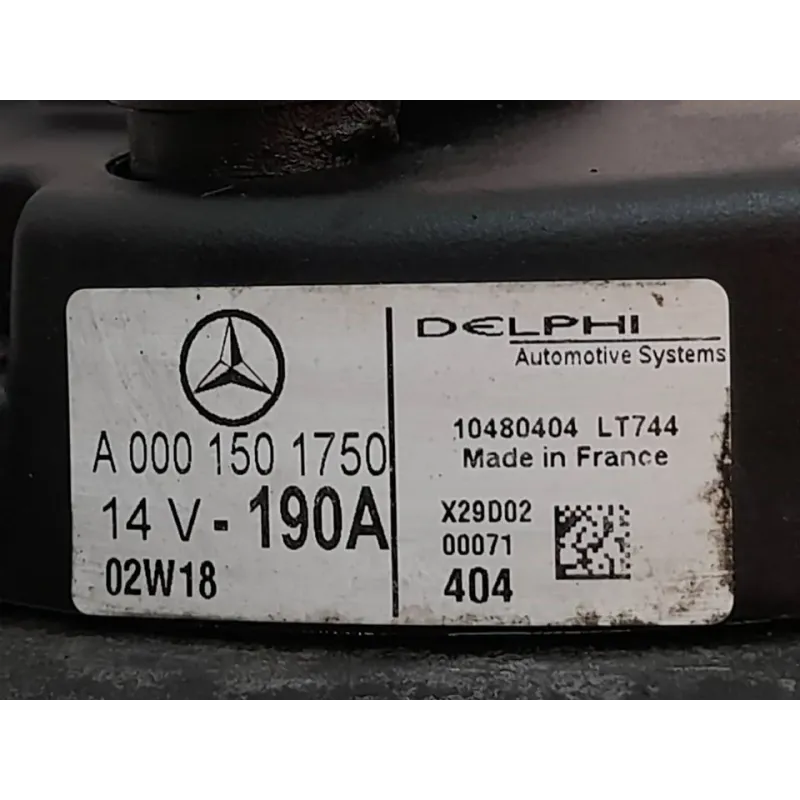 A 000 150 1750
14 V - 190A
02W18
DELPHI
Automotive Systems
10480404 LT744
Made in France
X29D02
00071
404